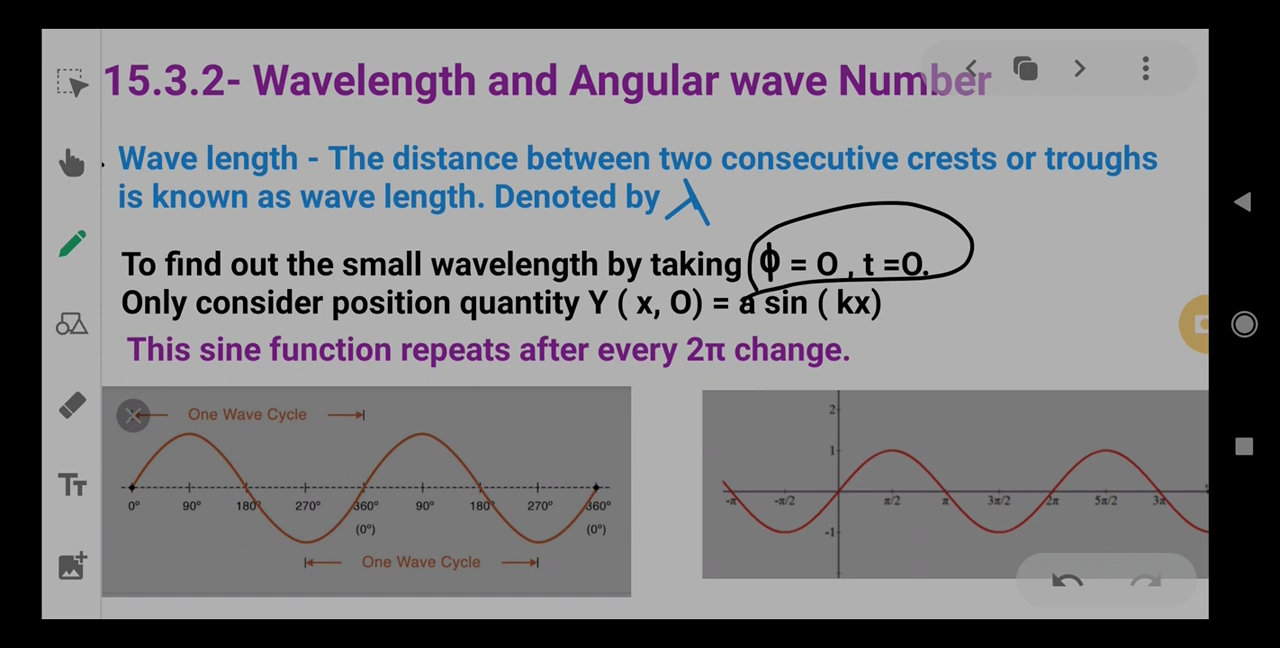 15.3.2- Wavelength and Angular wave Number
Wave length - The distance between two consecutive crests or troughs
is known as wave length. Denoted by λ
To find out the small wavelength by taking ϕ = O , t =O.
Only consider position quantity Y ( x, O) = a sin ( kx)
This sine function repeats after every 2π change.
One Wave Cycle
0° 90° 180° 270° 360° 90° 180° 270° 360°
(0°) (0°)
One Wave Cycle
2
1
-π -π/2 π/2 π 3π/2 2π 5π/2 3π
-1
TT